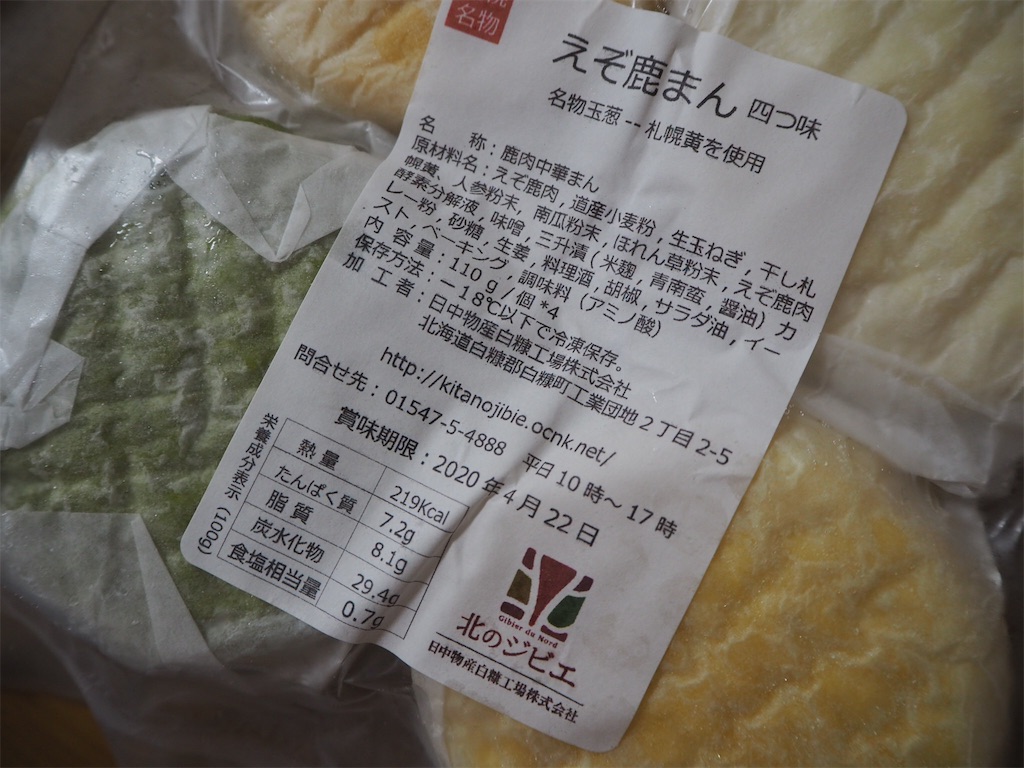 名物
えぞ鹿まん 四つ味
名物玉葱 -- 札幌黄を使用
名　称：鹿肉中華まん
原材料名：えぞ鹿肉，道産小麦粉，生玉ねぎ，干し札
幌黄、人参粉末，南瓜粉末，ほれん草粉末，えぞ鹿肉
酵素分解液，味噌，三升漬（米麹，青南蛮，醤油）カ
レー粉，砂糖，生姜，料理酒，胡椒，サラダ油，イー
スト，ベーキング，調味料（アミノ酸）
内 容 量：110 g／個 *4
保存方法：－18℃以下で冷凍保存。
加 工 者：日中物産白糠工場株式会社
北海道白糠郡白糠町工業団地 2 丁目 2-5
http://kitanojibie.ocnk.net/
問合せ先：01547-5-4888　平日 10 時～17 時
賞味期限：2020 年 4 月 22 日
栄養成分表示（100g）
熱量 219kcal
たんぱく質 7.2g
脂質 8.1g
炭水化物 29.4g
食塩相当量 0.7g
Gibier du Nord
北のジビエ
日中物産白糠工場株式会社